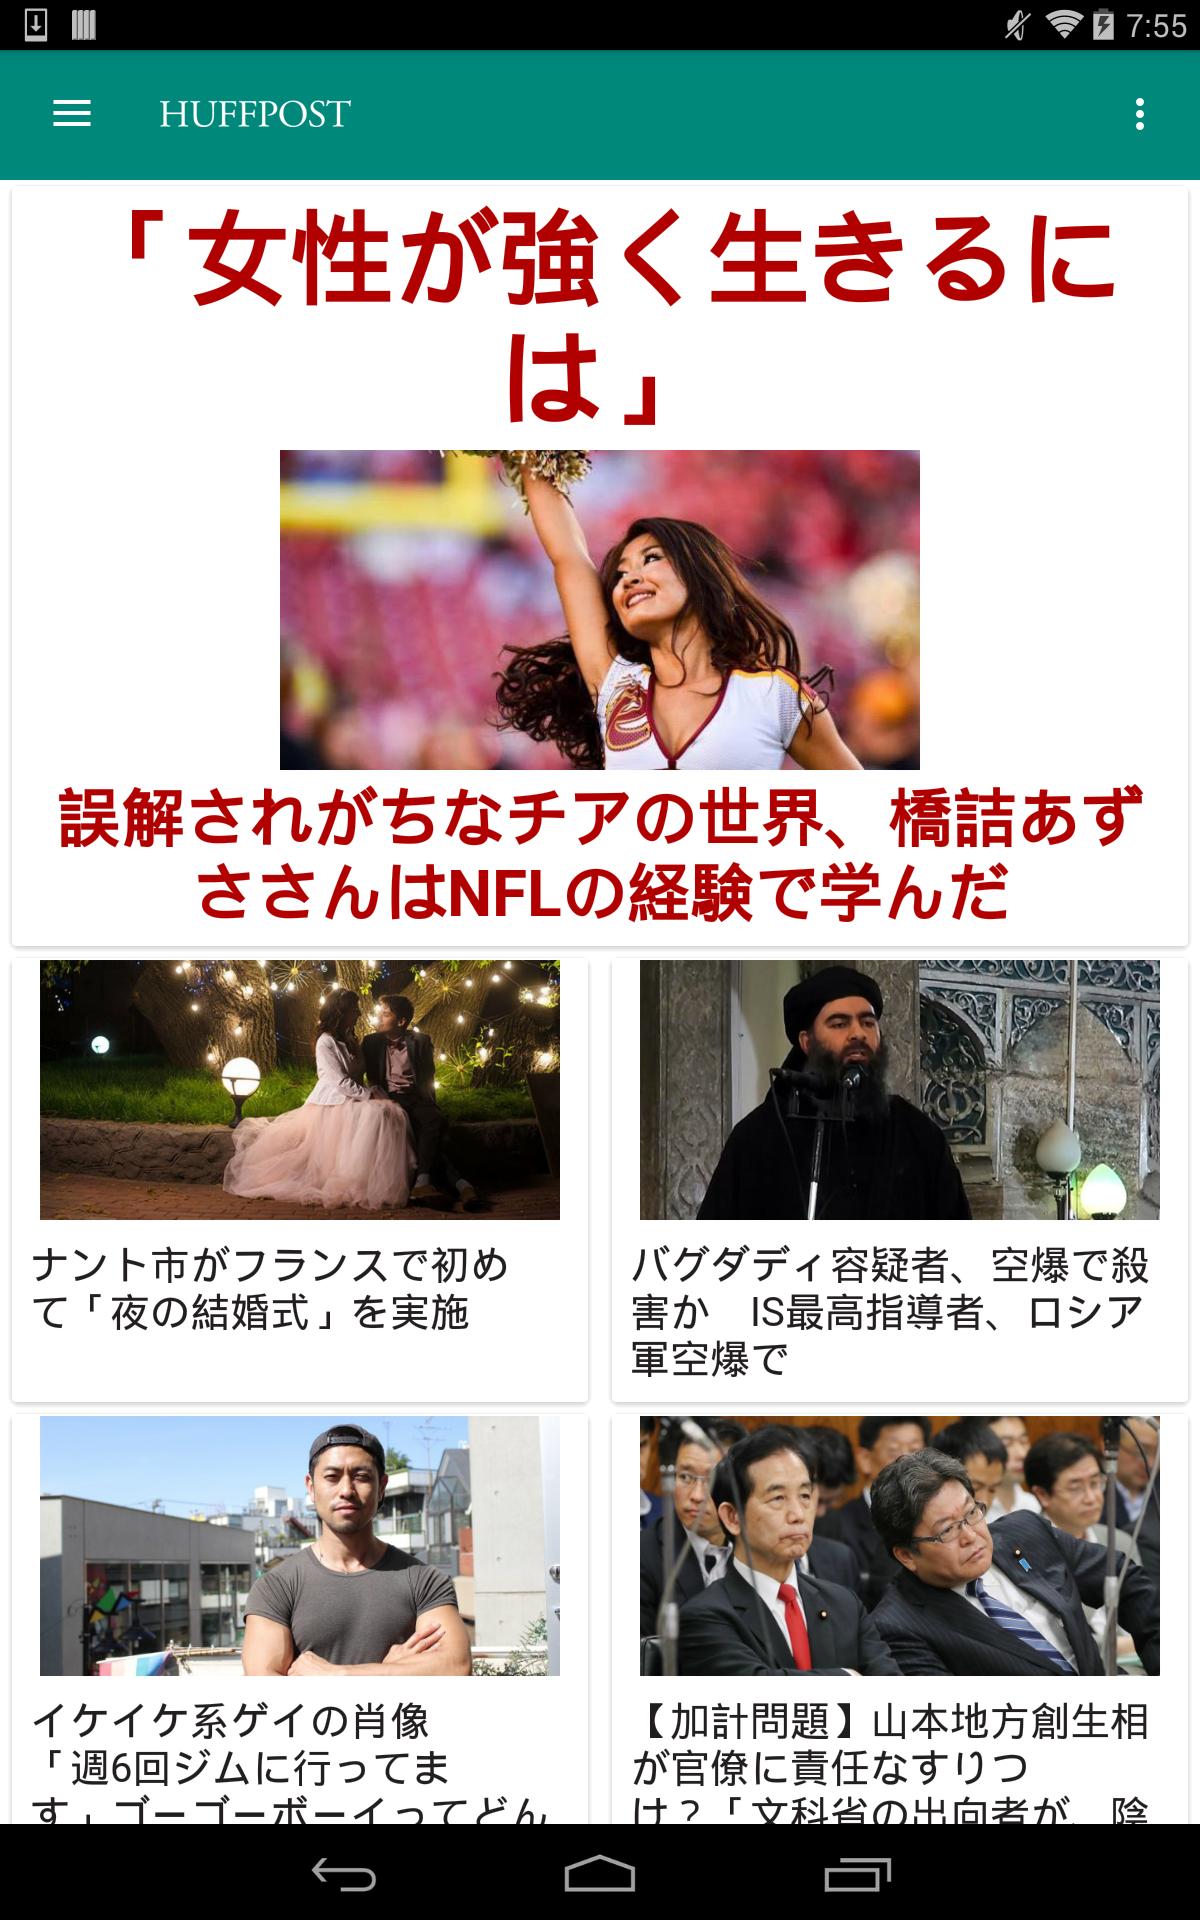 7:55
HUFFPOST
「女性が強く生きるに
は」
誤解されがちなチアの世界、橋詰あず
ささんはNFLの経験で学んだ
ナント市がフランスで初め
て「夜の結婚式」を実施
バグダディ容疑者、空爆で殺
害か　IS最高指導者、ロシア
軍空爆で
イケイケ系ゲイの肖像
「週6回ジムに行ってま
す」ゴーゴーボーイってどん
【加計問題】山本地方創生相
が官僚に責任なすりつ
け？「文科省の出向者が、陰